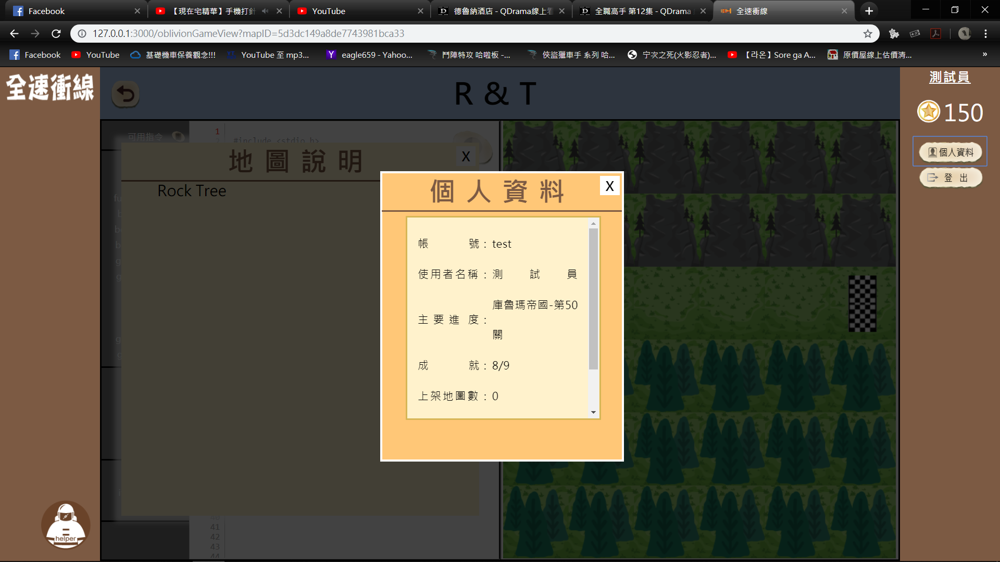 Facebook
【現在宅精華】手機打針
YouTube
德魯納酒店 - QDrama線上看
全職高手 第12集 - QDrama
全速衝線
127.0.0.1:3000/oblivionGameView?mapID=5d3dc149a8de7743981bca33
Facebook
YouTube
基礎機車保養觀念!!!
YouTube 至 mp3...
eagle659 - Yahoo...
鬥陣特攻 哈啦板 -...
俠盜獵車手 系列 哈...
宁次之死(火影忍者)...
【라온】Sore ga A...
原價屋線上估價清...
»
全速衝線
R & T
測試員
150
個人資料
登 出
可用指令
1
#include <stdio.h>
地圖說明
X
Rock Tree
個人資料
X
帳號：test
使用者名稱：測試員
主要進度：庫魯瑪帝國-第50
關
成就：8/9
上架地圖數：0
helper
40
41
42
43
44